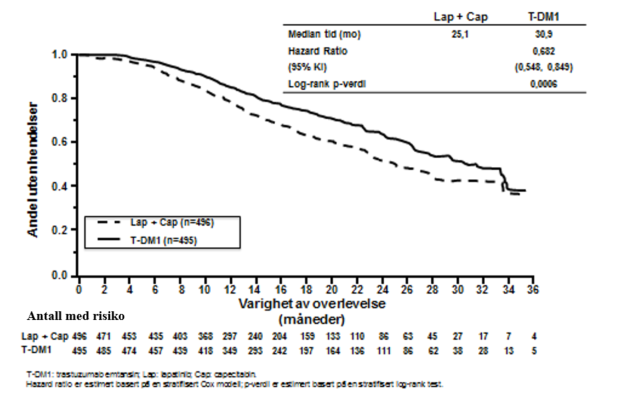 Lap + Cap T-DM1
Median tid (mo) 25,1 30,9
Hazard Ratio 0,682
(95% KI) (0,548, 0,849)
Log-rank p-verdi 0,0006
Andel uten hendelser
1.0
0.8
0.6
0.4
0.2
0.0
Lap + Cap (n=496)
T-DM1 (n=495)
0 2 4 6 8 10 12 14 16 18 20 22 24 26 28 30 32 34 36
Varighet av overlevelse
(måneder)
Antall med risiko
Lap + Cap 496 471 453 435 403 368 297 240 204 159 133 110 86 63 45 27 17 7 4
T-DM1 495 485 474 457 439 418 349 293 242 197 164 136 111 86 62 38 28 13 5
T-DM1: trastuzumab emtansin; Lap: lapatinib; Cap: capecitabin.
Hazard ratio er estimert basert på en stratifisert Cox modell; p-verdi er estimert basert på en stratifisert log-rank test.